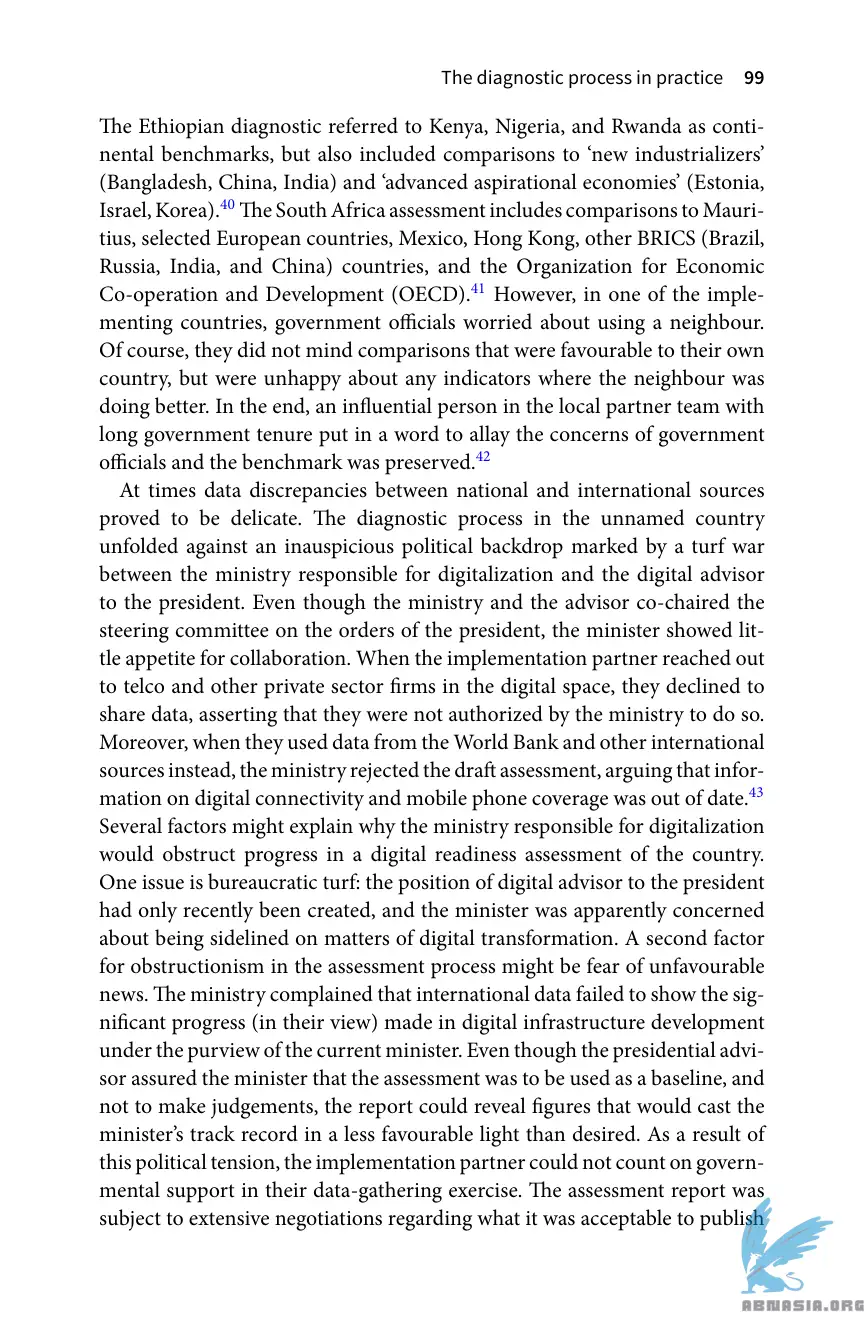 The diagnostic process in practice 99
The Ethiopian diagnostic referred to Kenya, Nigeria, and Rwanda as conti-
nental benchmarks, but also included comparisons to ‘new industrializers’
(Bangladesh, China, India) and ‘advanced aspirational economies’ (Estonia,
Israel, Korea).40 The South Africa assessment includes comparisons to Mauri-
tius, selected European countries, Mexico, Hong Kong, other BRICS (Brazil,
Russia, India, and China) countries, and the Organization for Economic
Co-operation and Development (OECD).41 However, in one of the imple-
menting countries, government officials worried about using a neighbour.
Of course, they did not mind comparisons that were favourable to their own
country, but were unhappy about any indicators where the neighbour was
doing better. In the end, an influential person in the local partner team with
long government tenure put in a word to allay the concerns of government
officials and the benchmark was preserved.42
At times data discrepancies between national and international sources
proved to be delicate. The diagnostic process in the unnamed country
unfolded against an inauspicious political backdrop marked by a turf war
between the ministry responsible for digitalization and the digital advisor
to the president. Even though the ministry and the advisor co-chaired the
steering committee on the orders of the president, the minister showed lit-
tle appetite for collaboration. When the implementation partner reached out
to telco and other private sector firms in the digital space, they declined to
share data, asserting that they were not authorized by the ministry to do so.
Moreover, when they used data from the World Bank and other international
sources instead, the ministry rejected the draft assessment, arguing that infor-
mation on digital connectivity and mobile phone coverage was out of date.43
Several factors might explain why the ministry responsible for digitalization
would obstruct progress in a digital readiness assessment of the country.
One issue is bureaucratic turf: the position of digital advisor to the president
had only recently been created, and the minister was apparently concerned
about being sidelined on matters of digital transformation. A second factor
for obstructionism in the assessment process might be fear of unfavourable
news. The ministry complained that international data failed to show the sig-
nificant progress (in their view) made in digital infrastructure development
under the purview of the current minister. Even though the presidential advi-
sor assured the minister that the assessment was to be used as a baseline, and
not to make judgements, the report could reveal figures that would cast the
minister’s track record in a less favourable light than desired. As a result of
this political tension, the implementation partner could not count on govern-
mental support in their data-gathering exercise. The assessment report was
subject to extensive negotiations regarding what it was acceptable to publish
ABNASIA.ORG